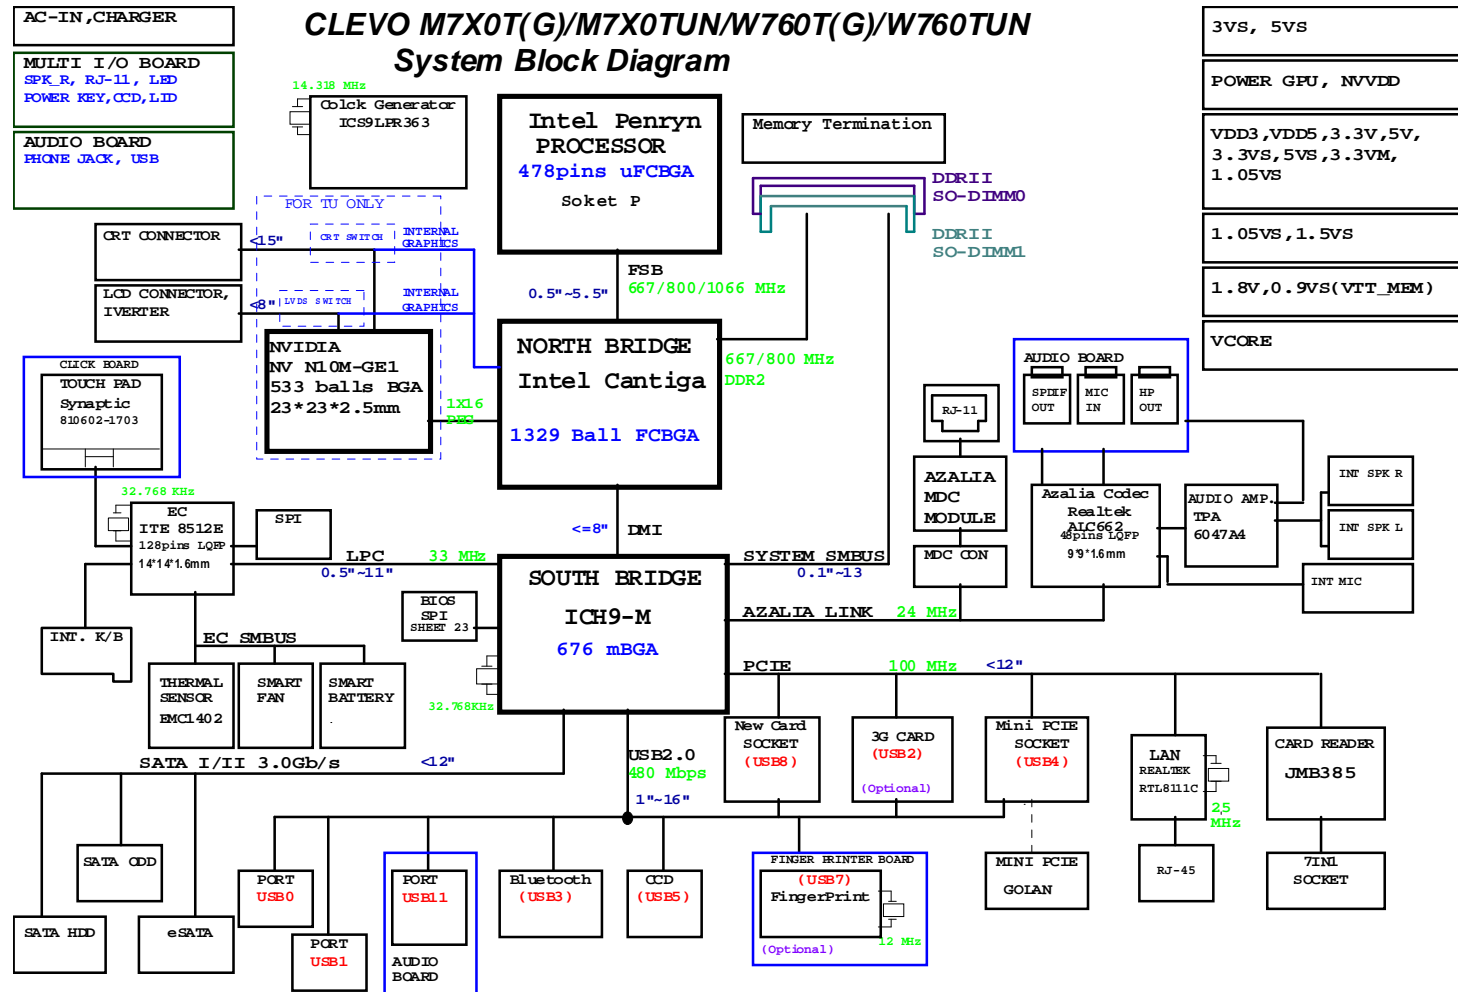 CLEVO M7X0T(G)/M7X0TUN/W760T(G)/W760TUN
System Block Diagram
AC-IN,CHARGER
MULTI I/O BOARD
SPK_R, RJ-11, LED
POWER KEY,CCD,LID
AUDIO BOARD
PHONE JACK, USB
14.318 MHz
Colck Generator
ICS9LPR363
Intel Penryn
PROCESSOR
478pins uFCBGA
Soket P
Memory Termination
DDRII
SO-DIMM0
DDRII
SO-DIMM1
3VS, 5VS
POWER GPU, NVVDD
VDD3,VDD5,3.3V,5V,
3.3VS,5VS,3.3VM,
1.05VS
1.05VS,1.5VS
1.8V,0.9VS(VTT_MEM)
VCORE
FOR TU ONLY
CRT CONNECTOR
<15"
CRT SWITCH
INTERNAL
GRAPHICS
LCD CONNECTOR,
IVERTER
<8"
LVDS SWITCH
INTERNAL
GRAPHICS
FSB
667/800/1066 MHz
0.5"~5.5"
NVIDIA
NV N10M-GE1
533 balls BGA
23*23*2.5mm
1X16
PEG
NORTH BRIDGE
Intel Cantiga
1329 Ball FCBGA
667/800 MHz
DDR2
CLICK BOARD
TOUCH PAD
Synaptic
810602-1703
32.768 KHz
EC
ITE 8512E
128pins LQFP
14*14*1.6mm
SPI
<=8"
DMI
LPC
33 MHz
0.5"~11"
SYSTEM SMBUS
0.1"~13
SOUTH BRIDGE
ICH9-M
676 mBGA
BIOS
SPI
SHEET 23
32.768KHz
AZALIA LINK
24 MHz
PCIE
100 MHz
<12"
RJ-11
AZALIA
MDC
MODULE
MDC CON
AUDIO BOARD
SPDIF
OUT
MIC
IN
HP
OUT
Azalia Codec
Realtek
ALC662
48pins LQFP
9*9*1.6mm
AUDIO AMP.
TPA
6047A4
INT SPK R
INT SPK L
INT MIC
INT. K/B
EC SMBUS
THERMAL
SENSOR
EMC1402
SMART
FAN
SMART
BATTERY
.
SATA I/II 3.0Gb/s
<12"
USB2.0
480 Mbps
1"~16"
New Card
SOCKET
(USB8)
3G CARD
(USB2)
(Optional)
Mini PCIE
SOCKET
(USB4)
LAN
REALTEK
RTL8111C
25
MHz
CARD READER
JMB385
SATA ODD
SATA HDD
eSATA
PORT
USB0
PORT
USB1
PORT
USB11
AUDIO
BOARD
Bluetooth
(USB3)
CCD
(USB5)
FINGER PRINTER BOARD
(USB7)
FingerPrint
(Optional)
12 MHz
MINI PCIE
GOLAN
RJ-45
7IN1
SOCKET